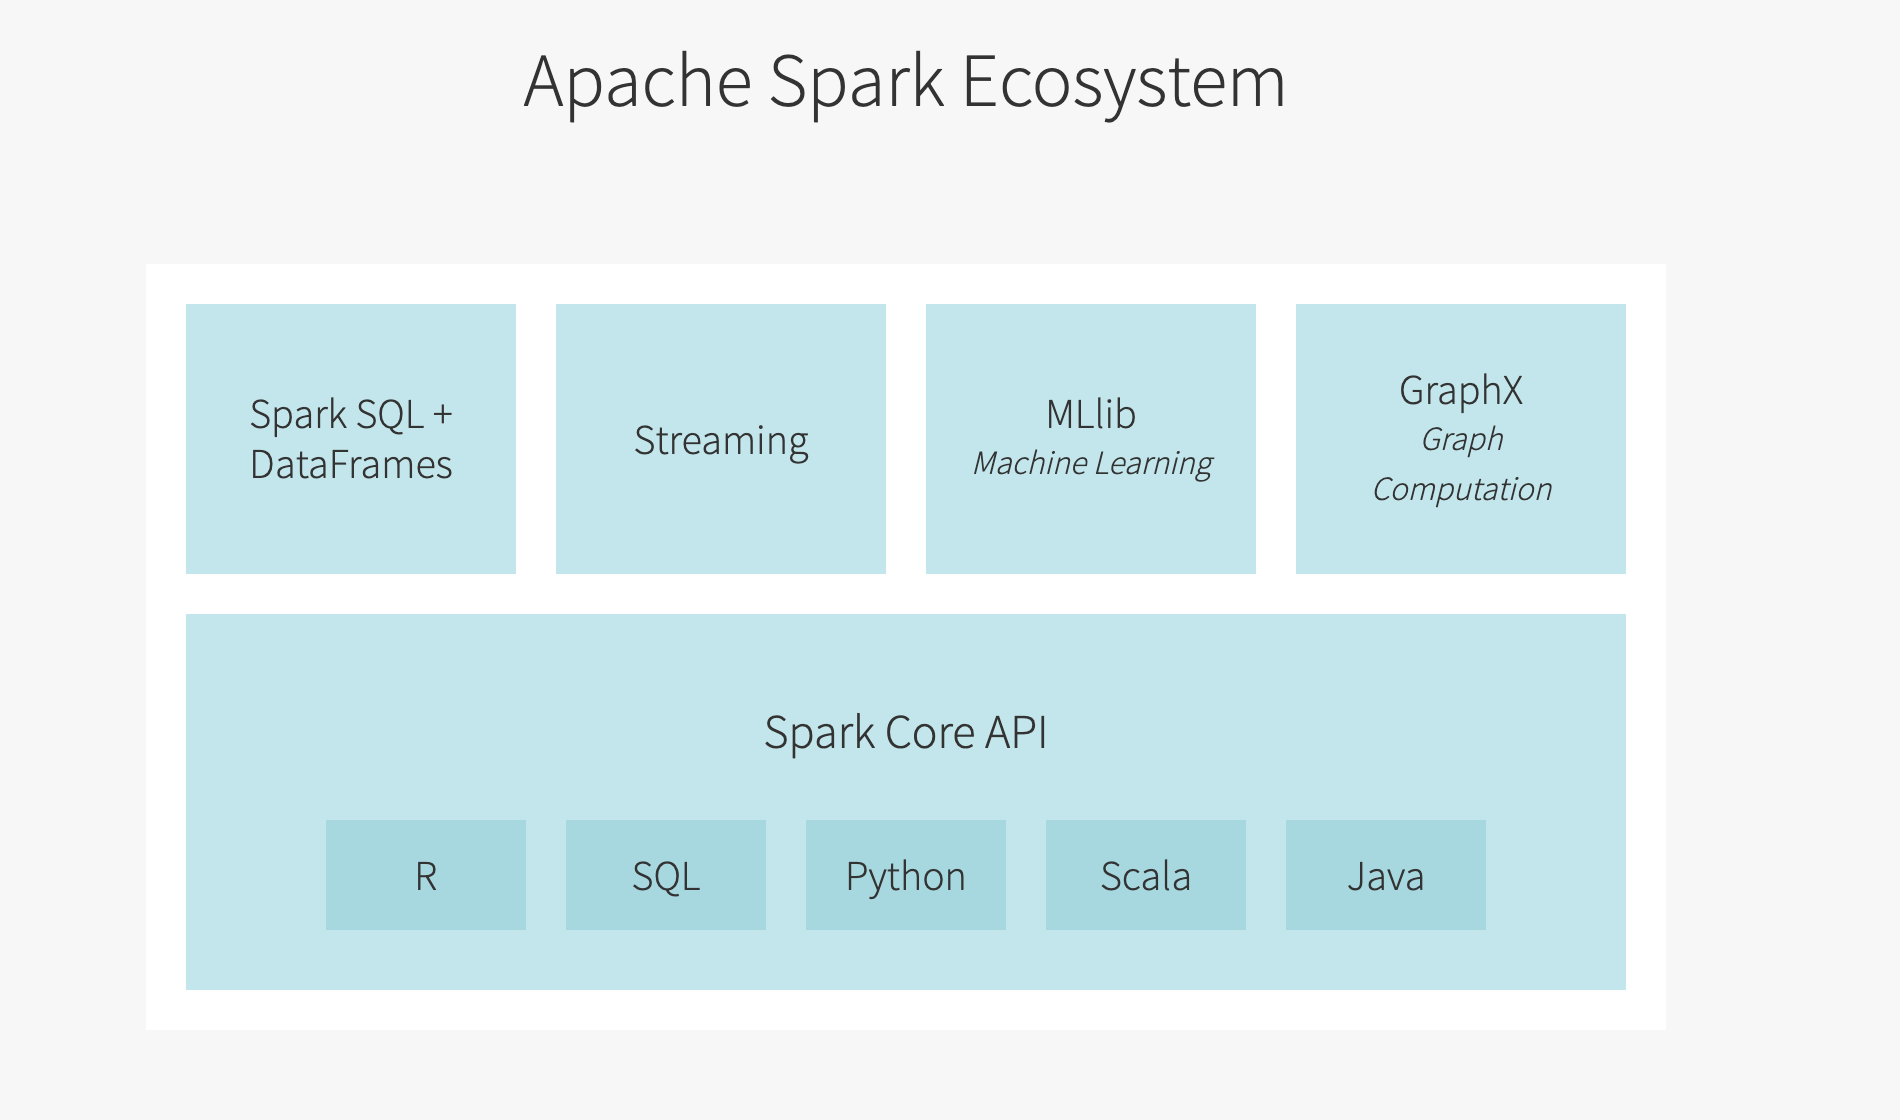 Apache Spark Ecosystem
Spark SQL +
DataFrames
Streaming
MLlib
Machine Learning
GraphX
Graph
Computation
Spark Core API
R
SQL
Python
Scala
Java